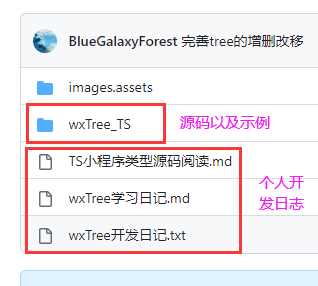 BlueGalaxyForest 完善tree的增删改移
images.assets
wxTree_TS 源码以及示例
TS小程序类型源码阅读.md
wxTree学习日记.md
wxTree开发日记.txt
个人开
发日志